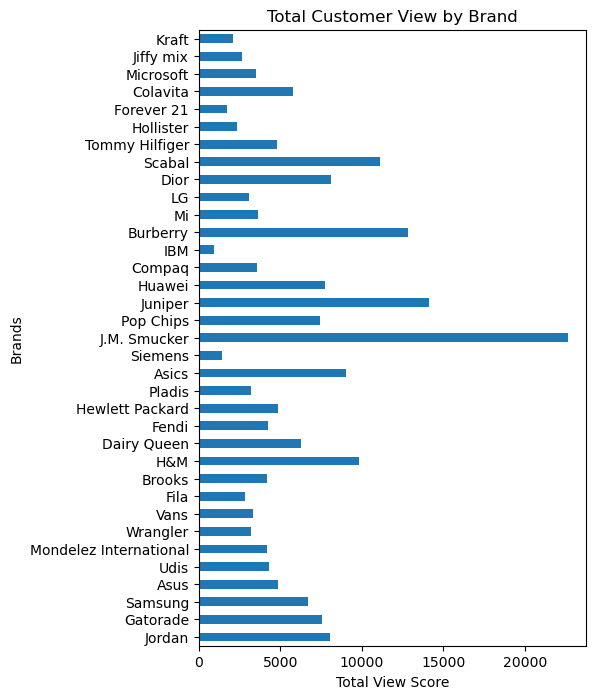 Total Customer View by Brand
Kraft
Jiffy mix
Microsoft
Colavita
Forever 21
Hollister
Tommy Hilfiger
Scabal
Dior
LG
Mi
Burberry
IBM
Compaq
Huawei
Juniper
Pop Chips
J.M. Smucker
Siemens
Asics
Pladis
Hewlett Packard
Fendi
Dairy Queen
H&M
Brooks
Fila
Vans
Wrangler
Mondelez International
Udis
Asus
Samsung
Gatorade
Jordan
Brands
0 5000 10000 15000 20000
Total View Score